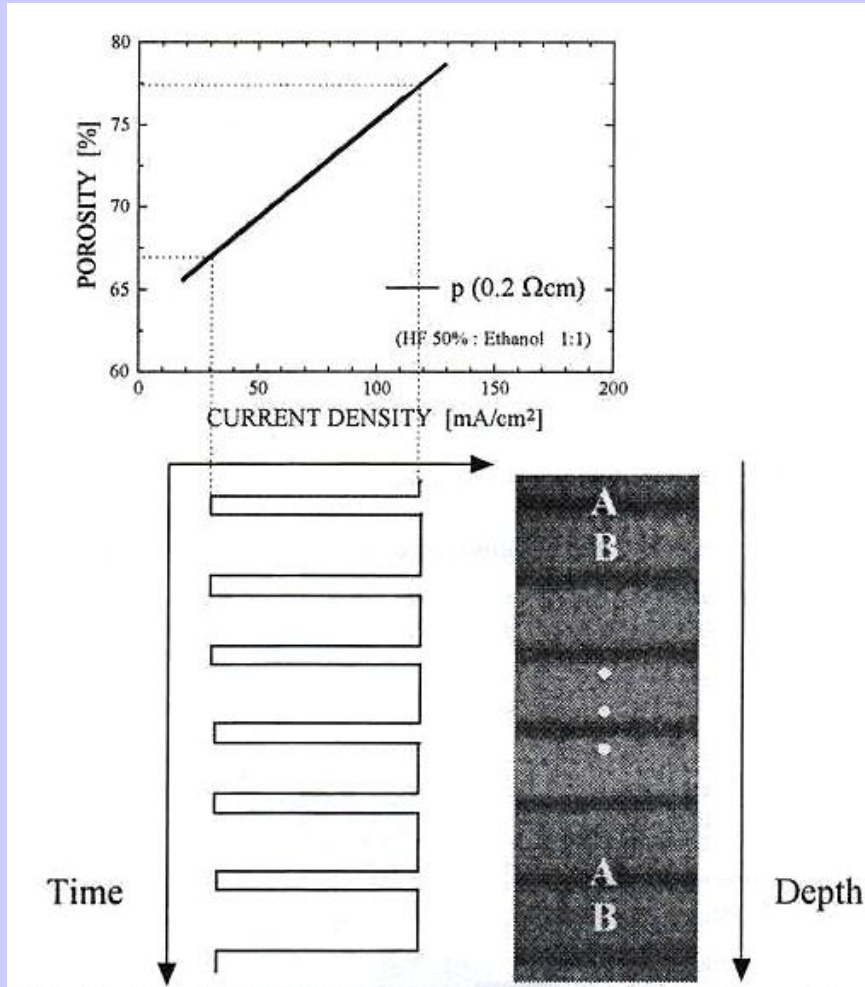 80
75
70
65
60
POROSITY [%]
p (0.2 Ωcm)
(HF 50% : Ethanol 1:1)
0 50 100 150 200
CURRENT DENSITY [mA/cm²]
A
B
A
B
Time
Depth